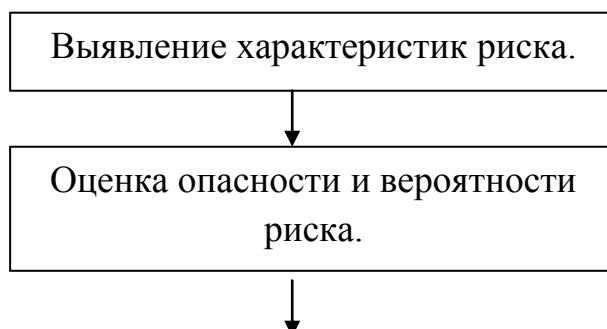 Выявление характеристик риска.
Оценка опасности и вероятности
риска.